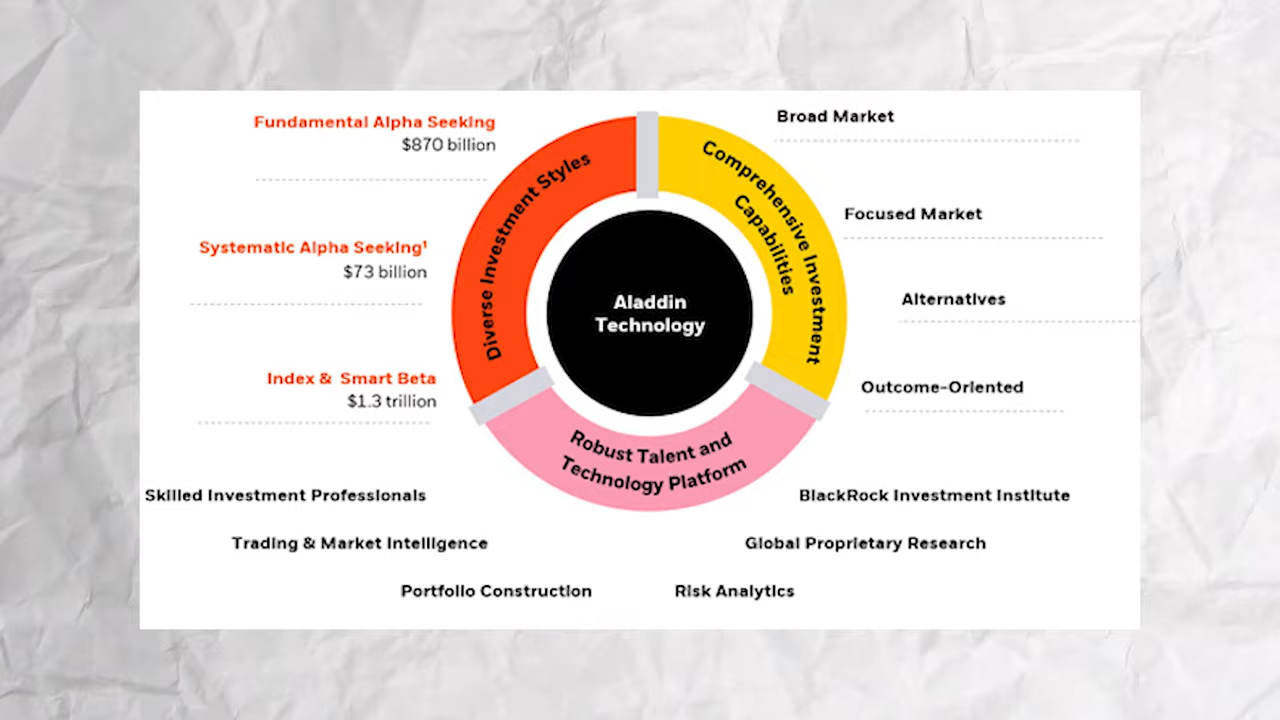 Fundamental Alpha Seeking
$870 billion
Systematic Alpha Seeking¹
$73 billion
Index & Smart Beta
$1.3 trillion
Diverse Investment Styles
Comprehensive Investment
Capabilities
Aladdin
Technology
Robust Talent and
Technology Platform
Broad Market
Focused Market
Alternatives
Outcome-Oriented
Skilled Investment Professionals
Trading & Market Intelligence
Portfolio Construction
BlackRock Investment Institute
Global Proprietary Research
Risk Analytics